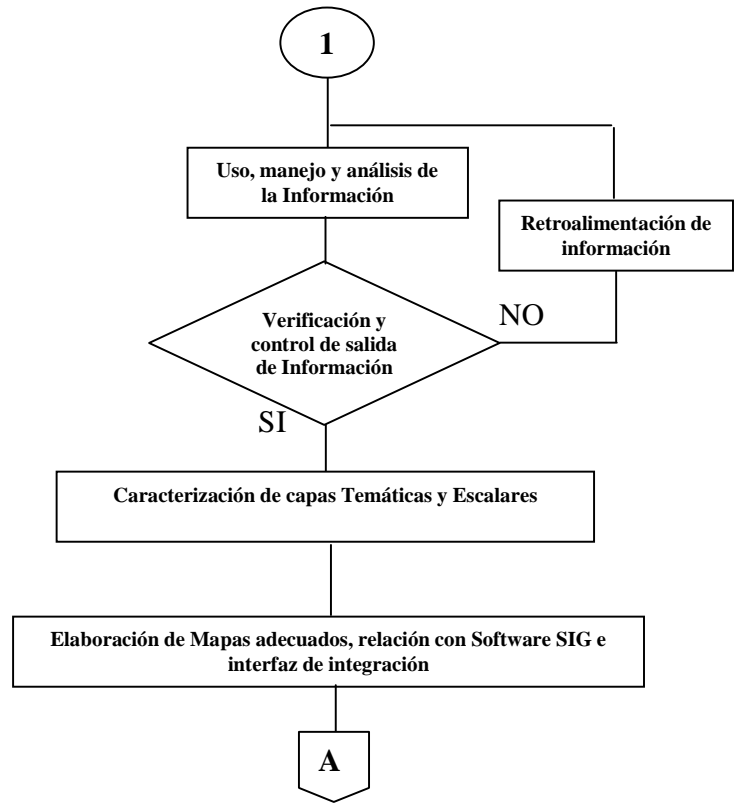 1
Uso, manejo y análisis de
la Información
Retroalimentación de
información
Verificación y
control de salida
de Información
NO
SI
Caracterización de capas Temáticas y Escalares
Elaboración de Mapas adecuados, relación con Software SIG e
interfaz de integración
A